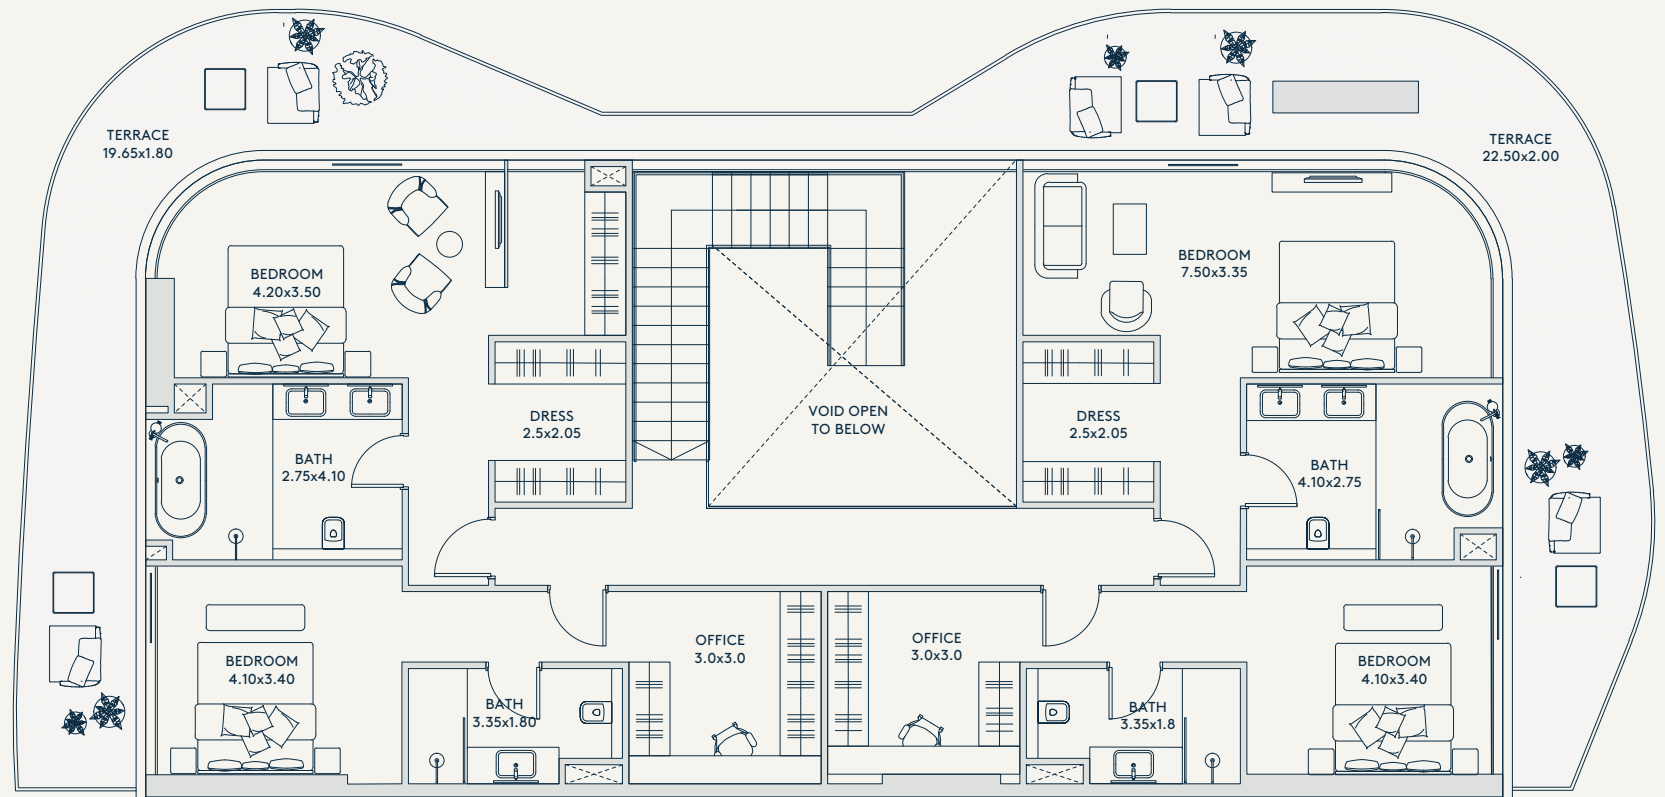 TERRACE
19.65x1.80
TERRACE
22.50x2.00
BEDROOM
4.20x3.50
BEDROOM
7.50x3.35
DRESS
2.5x2.05
VOID OPEN
TO BELOW
DRESS
2.5x2.05
BATH
2.75x4.10
BATH
4.10x2.75
OFFICE
3.0x3.0
OFFICE
3.0x3.0
BEDROOM
4.10x3.40
BEDROOM
4.10x3.40
BATH
3.35x1.80
BATH
3.35x1.8